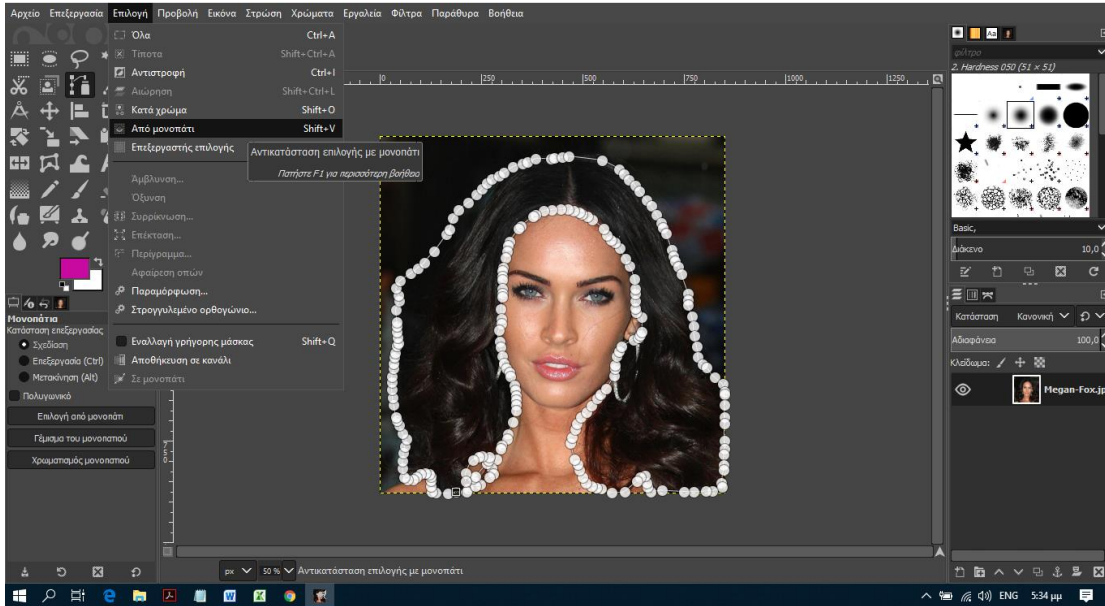 Αρχείο Επεξεργασία Επιλογή Προβολή Εικόνα Στρώση Χρώματα Εργαλεία Φίλτρα Παράθυρα Βοήθεια
Όλα Ctrl+A
Τίποτα Shift+Ctrl+A
Αντιστροφή Ctrl+I
Αιώρηση Shift+Ctrl+L
Κατά χρώμα Shift+O
Από μονοπάτι Shift+V
Επεξεργαστής επιλογής
Άμβλυνση...
Όξυνση
Συρρίκνωση...
Επέκταση...
Περίγραμμα...
Αφαίρεση οπών
Παραμόρφωση...
Στρογγυλεμένο ορθογώνιο...
Εναλλαγή γρήγορης μάσκας Shift+Q
Αποθήκευση σε κανάλι
Σε μονοπάτι
Αντικατάσταση επιλογής με μονοπάτι
Πατήστε F1 για περισσότερη βοήθεια
0 250 500 750 1000 1250
750
Μονοπάτια
Κατάσταση επεξεργασίας
Σχεδίαση
Επεξεργασία (Ctrl)
Μετακίνηση (Alt)
Πολυγωνικό
Επιλογή από μονοπάτι
Γέμισμα του μονοπατιού
Χρωματισμός μονοπατιού
px 50 % Αντικατάσταση επιλογής με μονοπάτι
Aa
φίλτρο
2. Hardness 050 (51 × 51)
Basic,
Διάκενο 10,0
Κατάσταση Κανονική
Αδιαφάνεια 100,0
Κλείδωμα:
Megan-Fox.jp
W X
ENG 5:34 μμ